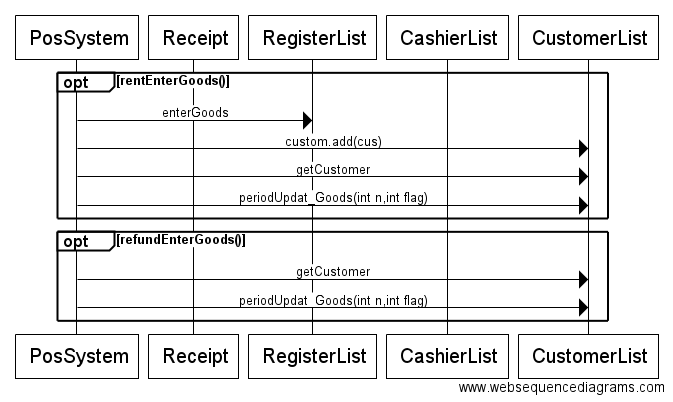 PosSystem Receipt RegisterList CashierList CustomerList
opt [rentEnterGoods()]
enterGoods
custom.add(cus)
getCustomer
periodUpdat_Goods(int n,int flag)
opt [refundEnterGoods()]
getCustomer
periodUpdat_Goods(int n,int flag)
PosSystem Receipt RegisterList CashierList CustomerList
www.websequencediagrams.com